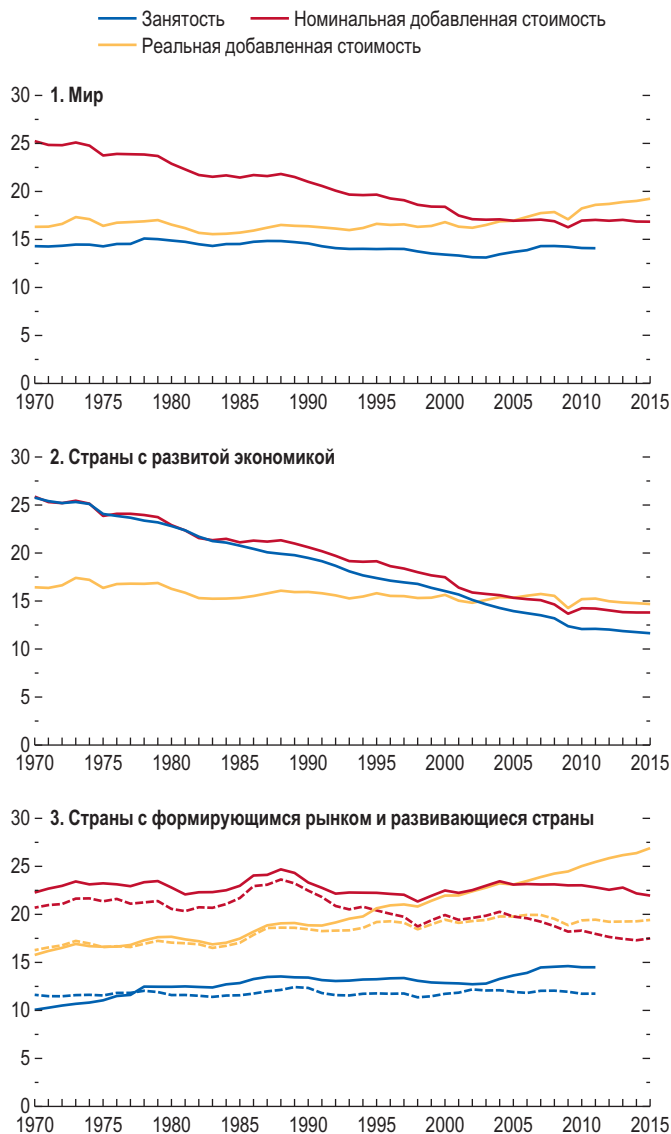 Занятость Номинальная добавленная стоимость
Реальная добавленная стоимость
30 1. Мир
25
20
15
10
5
0
1970 1975 1980 1985 1990 1995 2000 2005 2010 2015
30 2. Страны с развитой экономикой
25
20
15
10
5
0
1970 1975 1980 1985 1990 1995 2000 2005 2010 2015
30 3. Страны с формирующимся рынком и развивающиеся страны
25
20
15
10
5
0
1970 1975 1980 1985 1990 1995 2000 2005 2010 2015